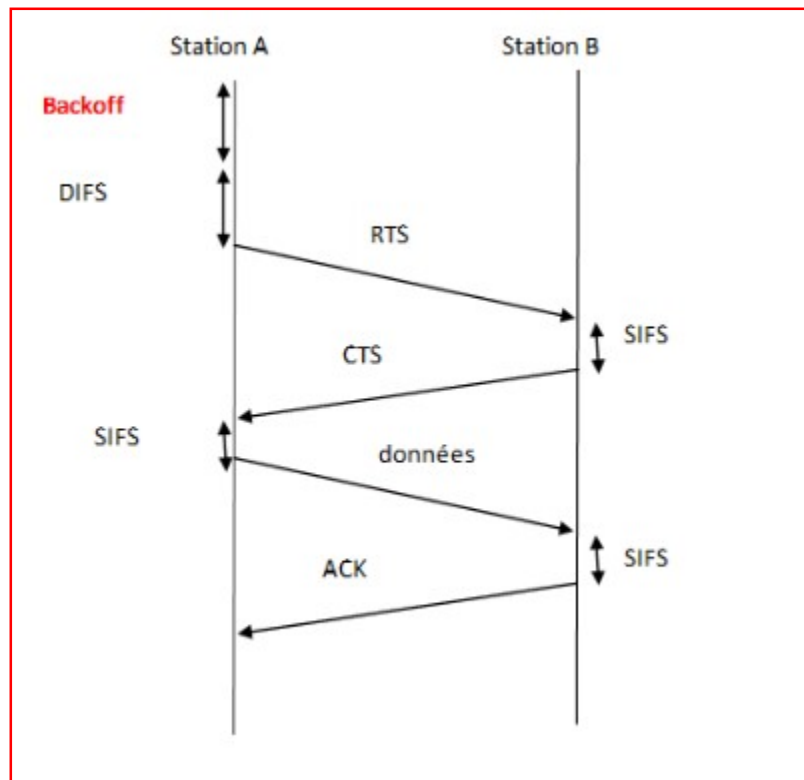 Station A
Station B
Backoff
DIFS
RTS
SIFS
CTS
SIFS
données
ACK
SIFS